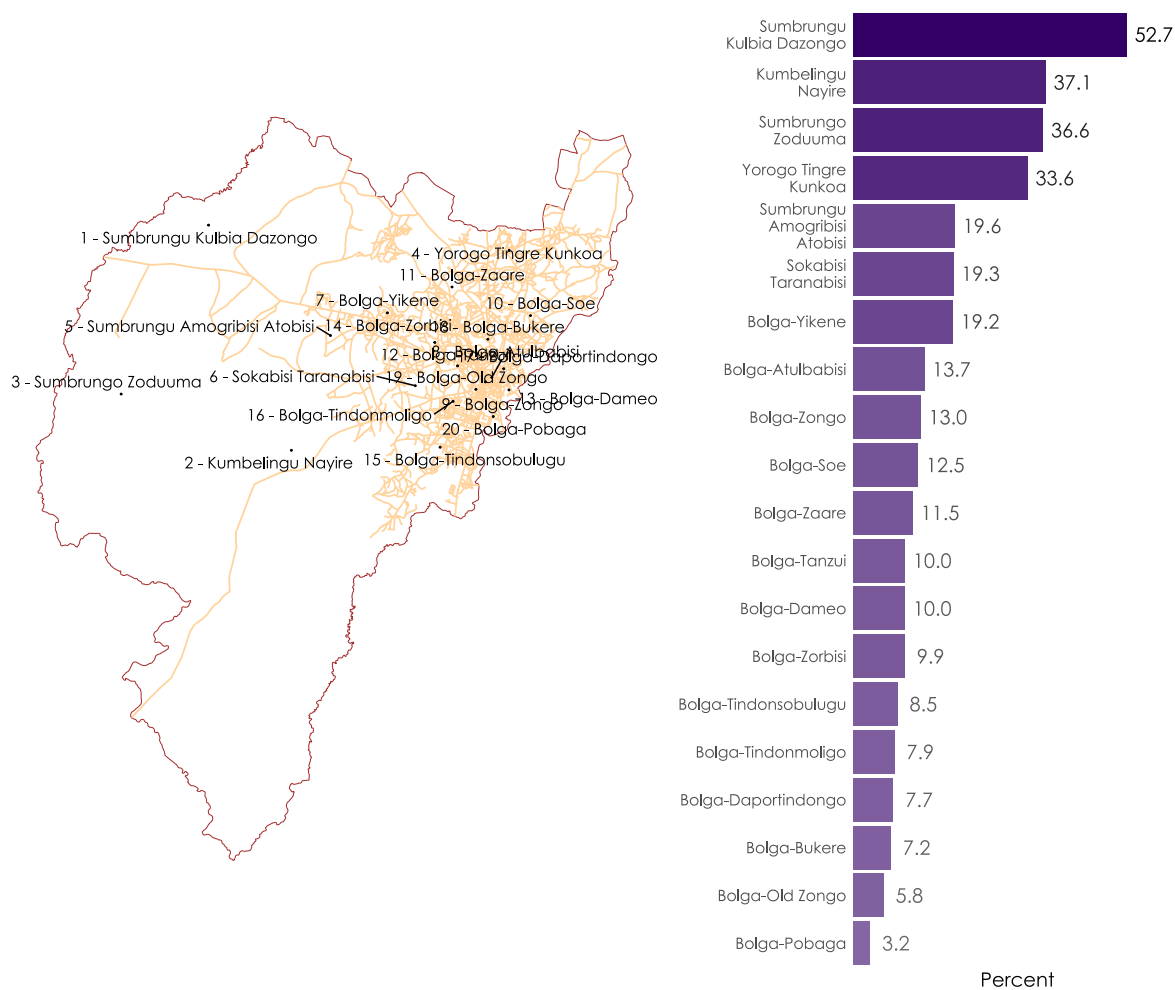 1 - Sumbrungu Kulbia Dazongo
4 - Yorogo Tingre Kunkoa
11 - Bolga-Zaare
7 - Bolga-Yikene
10 - Bolga-Soe
5 - Sumbrungu Amogribisi Atobisi
14 - Bolga-Zorbisi
18 - Bolga-Bukere
8 - Bolga-Atulbabisi
12 - Bolga-Tanzui
Bolga-Daportindongo
3 - Sumbrungo Zoduuma
6 - Sokabisi Taranabisi
19 - Bolga-Old Zongo
13 - Bolga-Dameo
9 - Bolga-Zongo
16 - Bolga-Tindonmoligo
20 - Bolga-Pobaga
2 - Kumbelingu Nayire
15 - Bolga-Tindonsobulugu
Sumbrungu
Kulbia Dazongo
52.7
Kumbelingu
Nayire
37.1
Sumbrungo
Zoduuma
36.6
Yorogo Tingre
Kunkoa
33.6
Sumbrungu
Amogribisi
Atobisi
19.6
Sokabisi
Taranabisi
19.3
Bolga-Yikene
19.2
Bolga-Atulbabisi
13.7
Bolga-Zongo
13.0
Bolga-Soe
12.5
Bolga-Zaare
11.5
Bolga-Tanzui
10.0
Bolga-Dameo
10.0
Bolga-Zorbisi
9.9
Bolga-Tindonsobulugu
8.5
Bolga-Tindonmoligo
7.9
Bolga-Daportindongo
7.7
Bolga-Bukere
7.2
Bolga-Old Zongo
5.8
Bolga-Pobaga
3.2
Percent